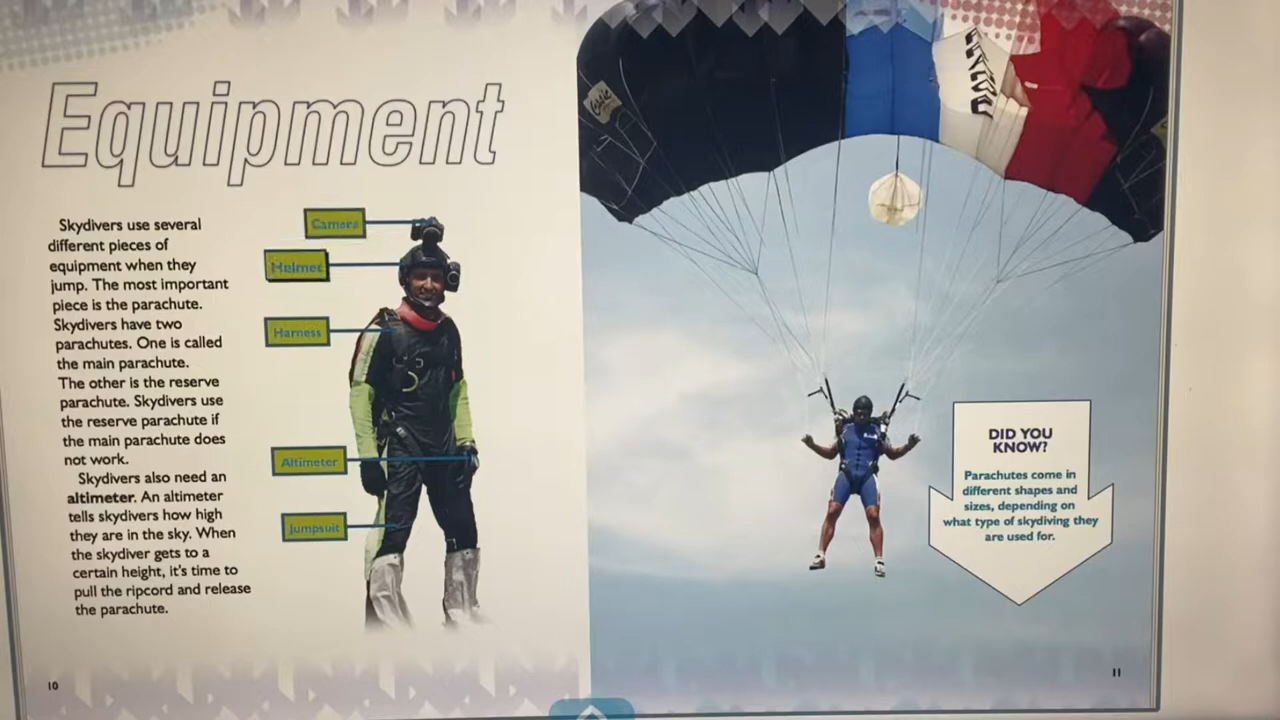 Equipment
Skydivers use several
different pieces of
equipment when they
jump. The most important
piece is the parachute.
Skydivers have two
parachutes. One is called
the main parachute.
The other is the reserve
parachute. Skydivers use
the reserve parachute if
the main parachute does
not work.
Skydivers also need an
altimeter. An altimeter
tells skydivers how high
they are in the sky. When
the skydiver gets to a
certain height, it's time to
pull the ripcord and release
the parachute.
Camera
Helmet
Harness
Altimeter
Jumpsuit
10
DID YOU
KNOW?
Parachutes come in
different shapes and
sizes, depending on
what type of skydiving they
are used for.
11